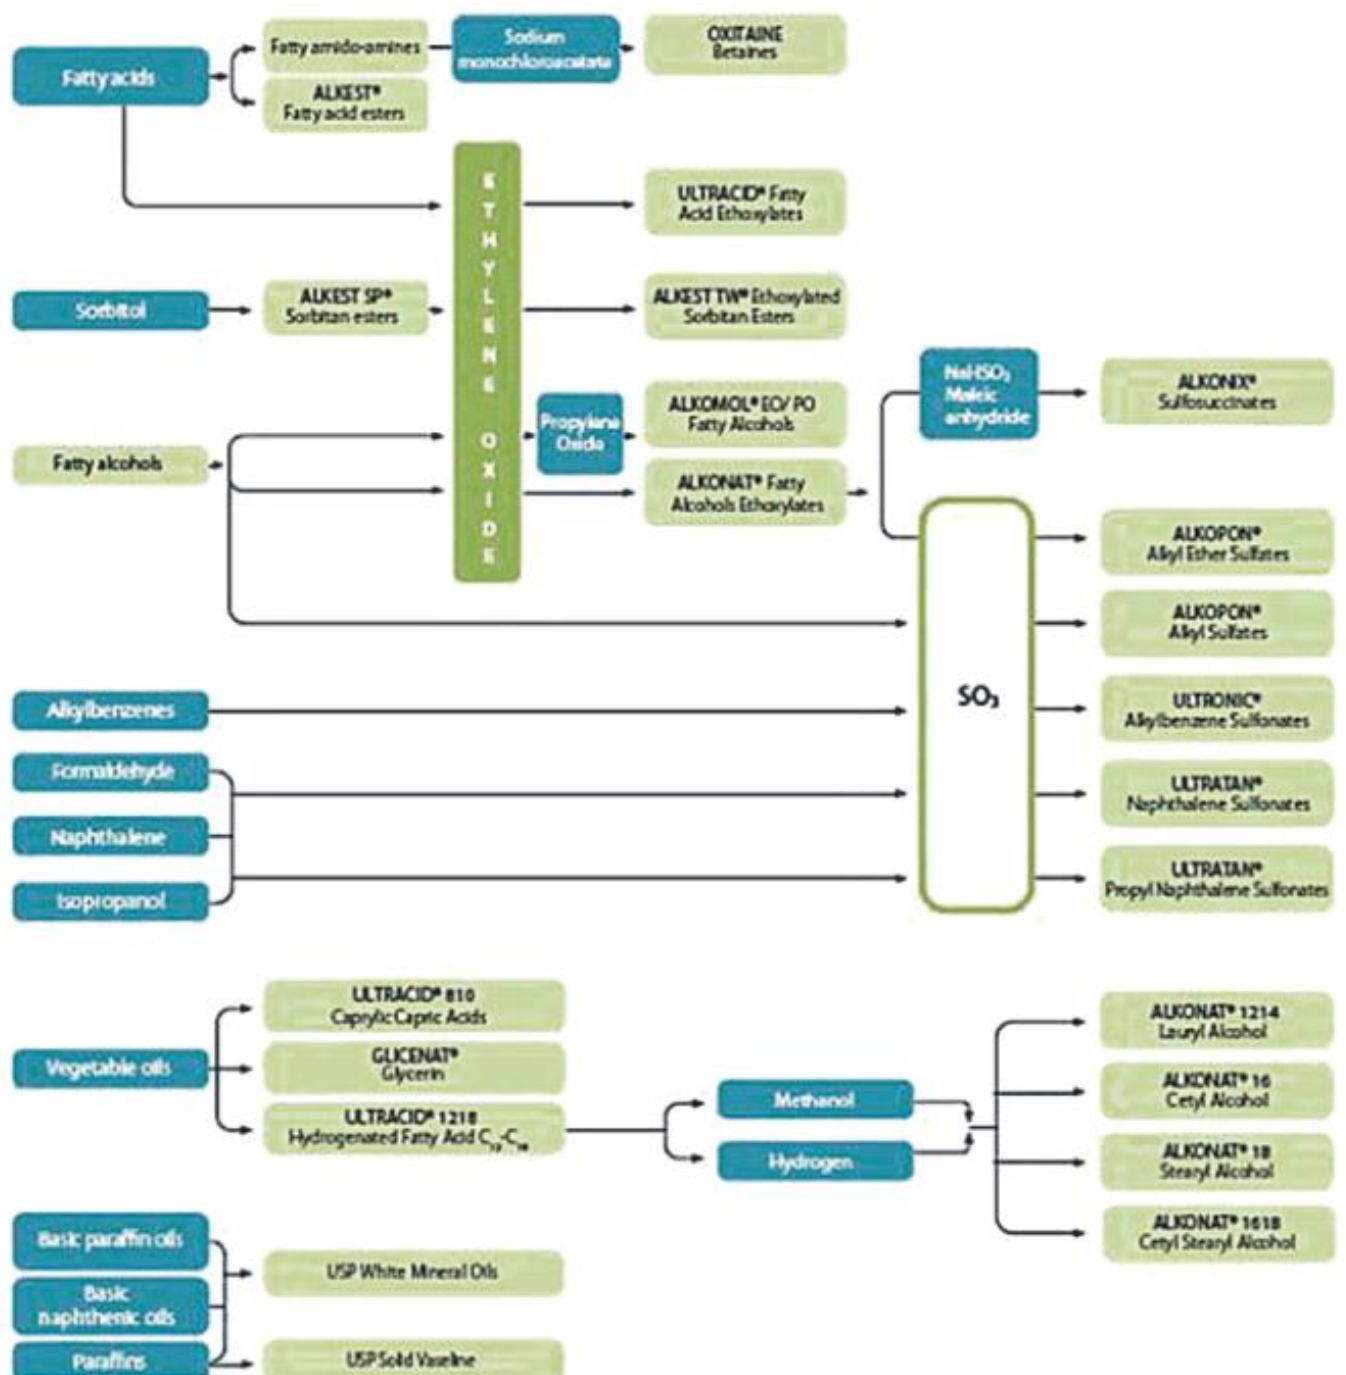 Fatty acids
Fatty amido-amines
Sodium
monochloroacutata
OXITAINE
Betaines
ALKEST®
Fatty acid esters
ETHYLENE OXIDE
ULTRACID® Fatty
Acid Ethoxylates
Sorbitol
ALKEST SP®
Sorbitan esters
ALKEST TW® Ethoxylated
Sorbitan Esters
Fatty alcohols
Propylene
Oxide
ALKOMOL® EO/ PO
Fatty Alcohols
ALKONAT® Fatty
Alcohols Ethoxylates
NaHSO₃
Maleic
anhydride
ALKONIX®
Sulfosuccinates
SO₃
ALKOPON®
Alkyl Ether Sulfates
ALKOPON®
Alkyl Sulfates
Alkylbenzenes
ULTRONIC®
Alkylbenzene Sulfonates
Formaldehyde
Naphthalene
Isopropanol
ULTRATAN®
Naphthalene Sulfonates
ULTRATAN®
Propyl Naphthalene Sulfonates
Vegetable oils
ULTRACID® 810
Caprylic Capric Acids
GLICENAT®
Glycerin
ULTRACID® 1218
Hydrogenated Fatty Acid C₁₂-C₁₈
Methanol
Hydrogen
ALKONAT® 1214
Lauryl Alcohol
ALKONAT® 16
Cetyl Alcohol
ALKONAT® 18
Stearyl Alcohol
ALKONAT® 1618
Cetyl Stearyl Alcohol
Basic paraffin oils
Basic
naphthenic oils
Paraffins
USP White Mineral Oils
USP Solid Vaseline